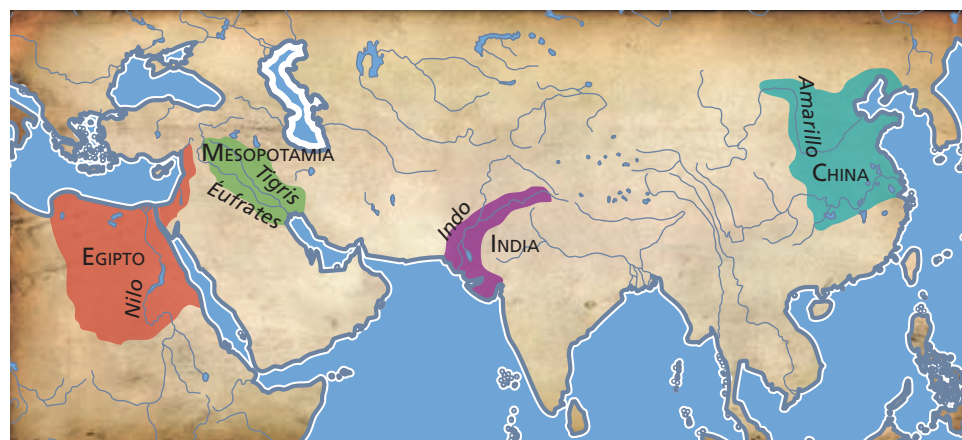 MESOPOTAMIA
Tigris
Éufrates
EGIPTO
Nilo
Indo
INDIA
Amarillo
CHINA